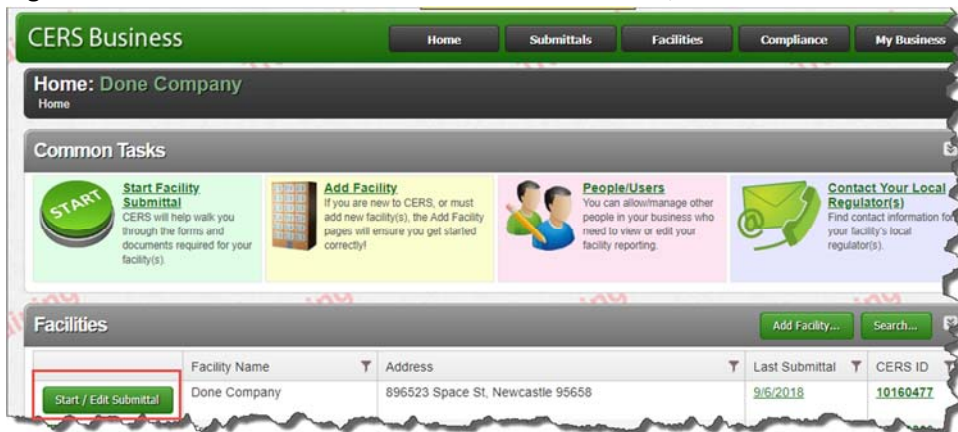 CERS Business
Home Submittals Facilities Compliance My Business
Home: Done Company
Home
Common Tasks
START
Start Facility
Submittal
CERS will help walk you
through the forms and
documents required for your
facility(s).
Add Facility
If you are new to CERS, or must
add new facility(s), the Add Facility
pages will ensure you get started
correctly!
People/Users
You can allow/manage other
people in your business who
need to view or edit your
facility reporting.
@
Contact Your Local
Regulator(s)
Find contact information for
your facility's local
regulator(s).
Facilities
Add Facility... Search...
Facility Name Address Last Submittal CERS ID
Start / Edit Submittal Done Company 896523 Space St, Newcastle 95658 9/6/2018 10160477